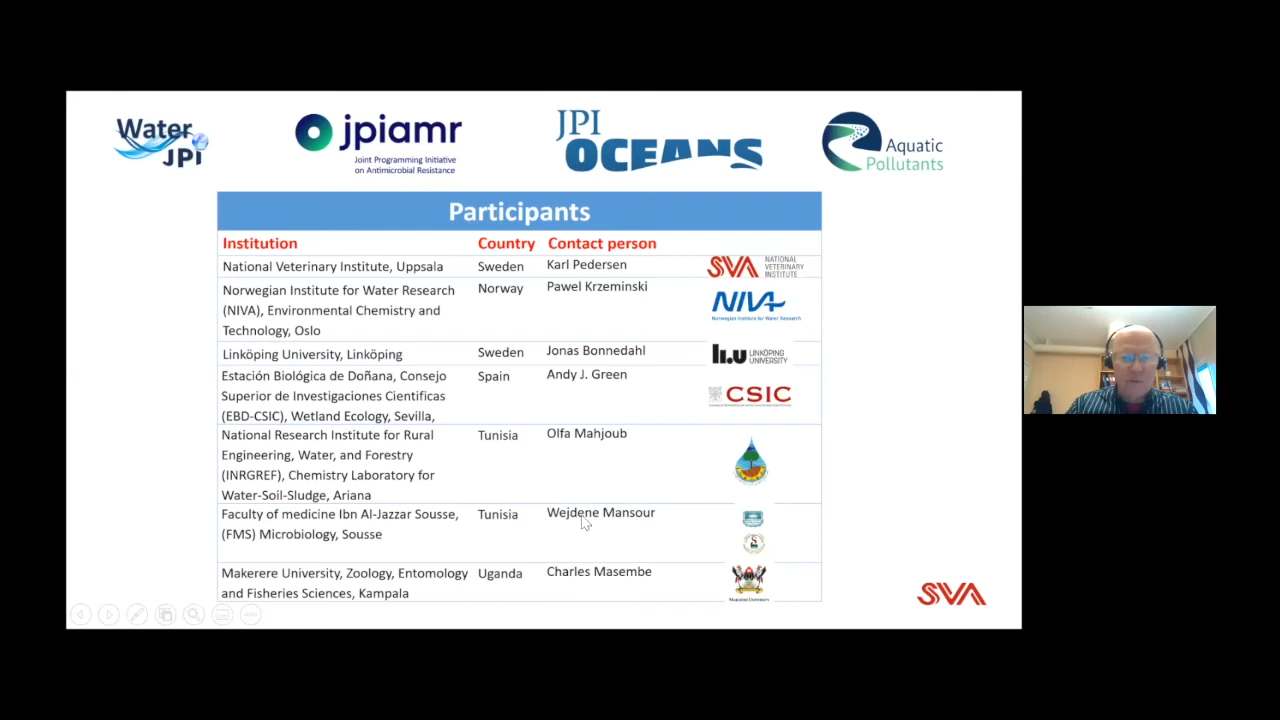 Water
JPI
jpiamr
Joint Programming Initiative
on Antimicrobial Resistance
JPI
OCEANS
Aquatic
Pollutants
Participants
Institution Country Contact person
National Veterinary Institute, Uppsala Sweden Karl Pedersen
SVA NATIONAL
VETERINARY
INSTITUTE
Norwegian Institute for Water Research Norway Pawel Krzeminski
(NIVA), Environmental Chemistry and
Technology, Oslo
NIVA
Norwegian Institute for Water Research
Linköping University, Linköping Sweden Jonas Bonnedahl
LINKÖPING
UNIVERSITY
Estación Biológica de Doñana, Consejo Spain Andy J. Green
Superior de Investigaciones Cientificas
(EBD-CSIC), Wetland Ecology, Sevilla,
CSIC
National Research Institute for Rural Tunisia Olfa Mahjoub
Engineering, Water, and Forestry
(INRGREF), Chemistry Laboratory for
Water-Soil-Sludge, Ariana
Faculty of medicine Ibn Al-Jazzar Sousse, Tunisia Wejdene Mansour
(FMS) Microbiology, Sousse
Makerere University, Zoology, Entomology Uganda Charles Masembe
and Fisheries Sciences, Kampala
MAKERERE UNIVERSITY
SVA